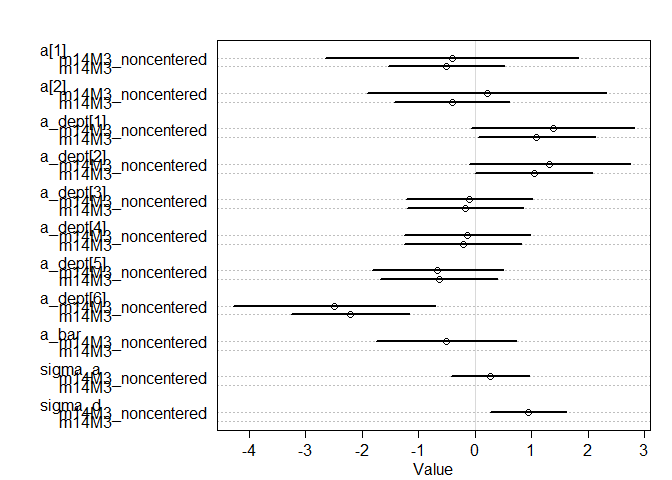 a[1]
m14M3_noncentered
m14M3
a[2]
m14M3_noncentered
m14M3
a_dept[1]
m14M3_noncentered
m14M3
a_dept[2]
m14M3_noncentered
m14M3
a_dept[3]
m14M3_noncentered
m14M3
a_dept[4]
m14M3_noncentered
m14M3
a_dept[5]
m14M3_noncentered
m14M3
a_dept[6]
m14M3_noncentered
m14M3
a_bar
m14M3_noncentered
m14M3
sigma_a
m14M3_noncentered
m14M3
sigma_d
m14M3_noncentered
m14M3
-4 -3 -2 -1 0 1 2 3
Value